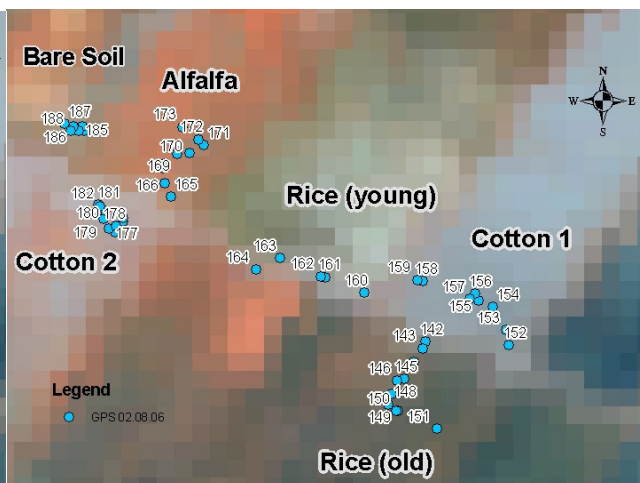 Bare Soil
Alfalfa
N
W E
S
173
188 187
172
171
186 185
170
169
166 165
Rice (young)
182 181
180 178
179 177
Cotton 1
Cotton 2
163
164
162 161
159 158
160
157 156
155
154
153
143 142
152
146 145
Legend
150 148
GPS 02.08.06
149 151
Rice (old)